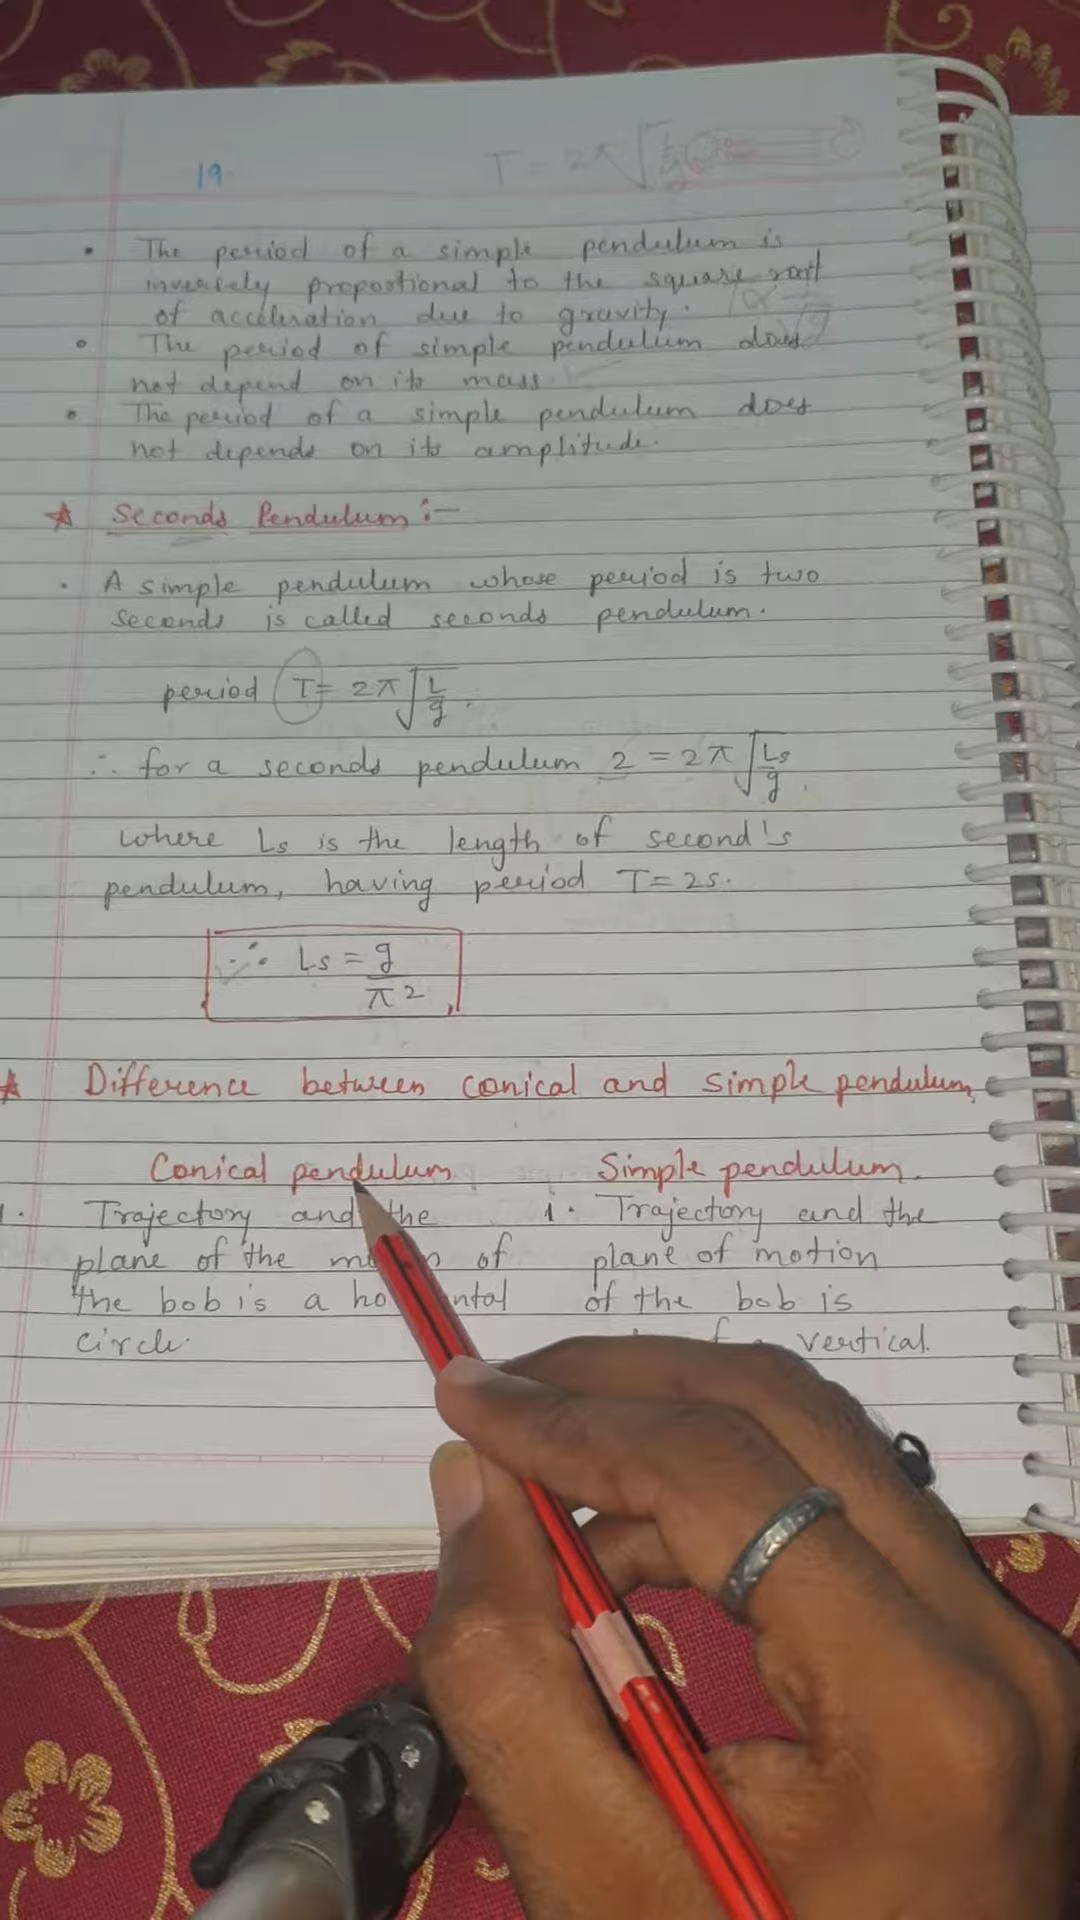 19.
T = 2π√
The period of a simple pendulum is
inversely propostional to the square root
of acceleration due to gravity.
The period of simple pendulum does
not depend on its mass.
The period of a simple pendulum does
not depends on its amplitude.
★ Seconds Pendulum :-
A simple pendulum whose period is two
seconds is called seconds pendulum.
period T = 2π√L/g.
∴ for a seconds pendulum 2 = 2π√Ls/g.
where Ls is the length of second's
pendulum, having period T = 2s.
∴ Ls = g/π²
★ Difference between conical and simple pendulum,
Conical pendulum Simple pendulum.
1. Trajectory and the
plane of the of
the bob is a
circle.
1. Trajectory and the
plane of motion
of the bob is
vertical.